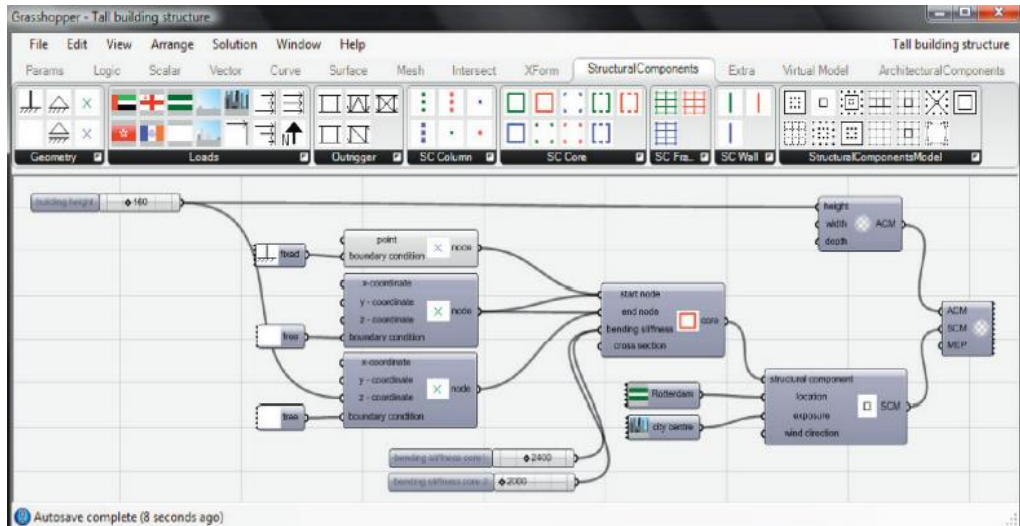 Grasshopper - Tall building structure
File Edit View Arrange Solution Window Help Tall building structure
Params Logic Scalar Vector Curve Surface Mesh Intersect XForm StructuralComponents Extra Virtual Model ArchitecturalComponents
Geometry Loads Outrigger SC Column SC Core SC Fra.. SC Wall StructuralComponentsModel
building height 160
height
width ACM
depth
fixed
point
boundary condition node
x-coordinate
y - coordinate
z - coordinate
boundary condition node
free
x-coordinate
y - coordinate
z - coordinate
boundary condition node
free
start node
end node
bending stiffness
cross section core
ACM
SCM
MEP
Rotterdam
city centre
structural component
location
exposure
wind direction SCM
bending stiffness core 1 2400
bending stiffness core 2 2000
Autosave complete (8 seconds ago)